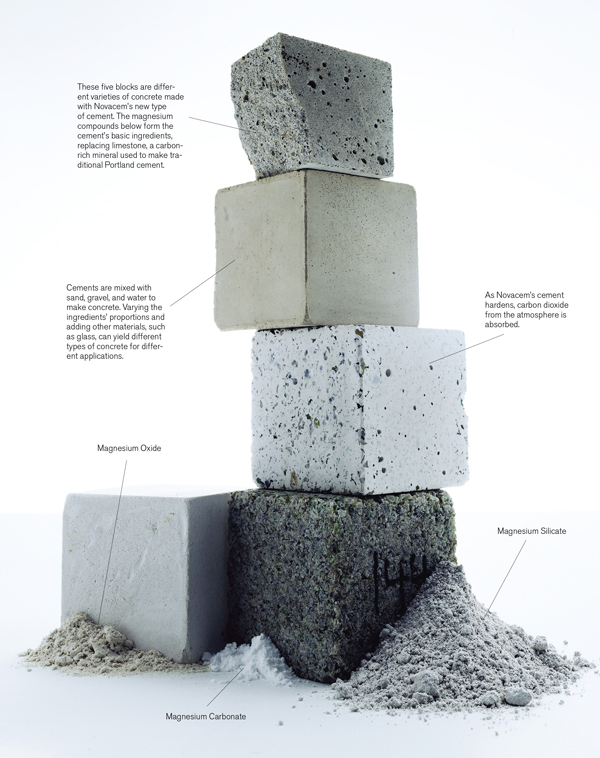 These five blocks are differ-
ent varieties of concrete made
with Novacem's new type
of cement. The magnesium
compounds below form the
cement's basic ingredients,
replacing limestone, a carbon-
rich mineral used to make tra-
ditional Portland cement.
Cements are mixed with
sand, gravel, and water to
make concrete. Varying the
ingredients' proportions and
adding other materials, such
as glass, can yield different
types of concrete for differ-
ent applications.
As Novacem's cement
hardens, carbon dioxide
from the atmosphere is
absorbed.
Magnesium Oxide
144
Magnesium Silicate
Magnesium Carbonate